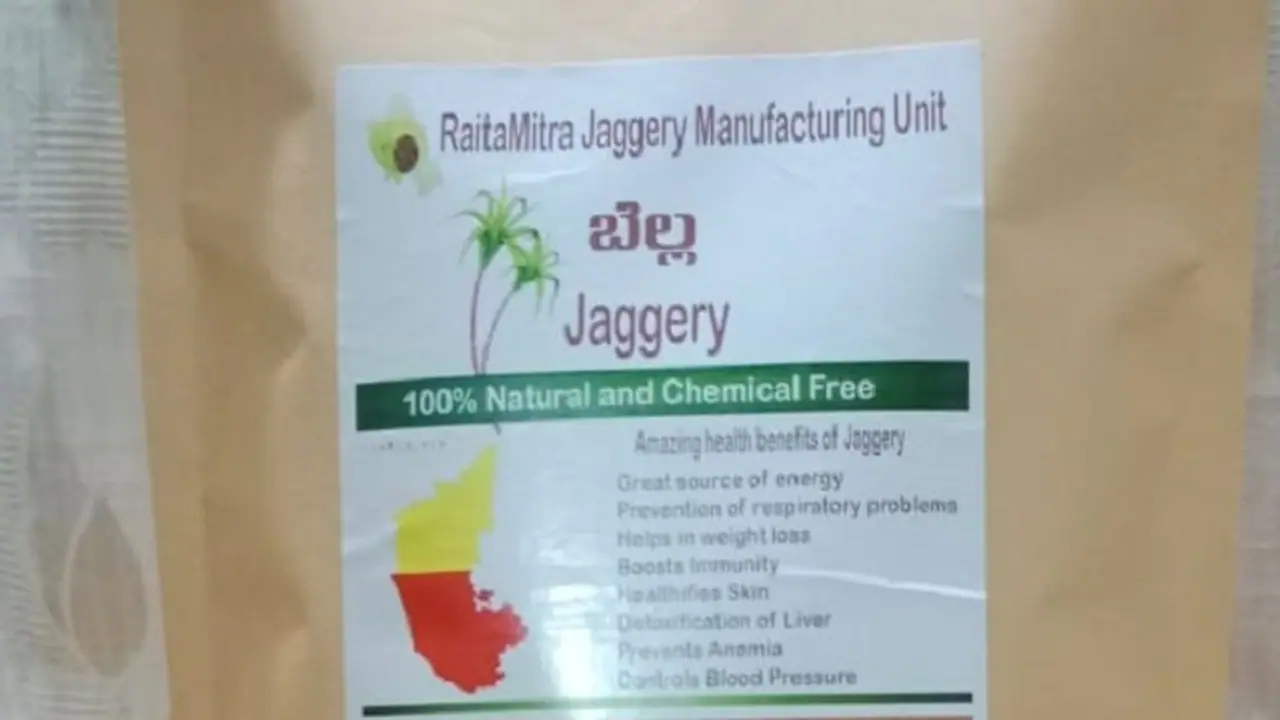 RaitaMitra Jaggery Manufacturing Unit
ಬೆಲ್ಲ
Jaggery
100% Natural and Chemical Free
Amazing health benefits of Jaggery
Great source of energy
Prevention of respiratory problems
Helps in weight loss
Boosts Immunity
Healthifies Skin
Detoxification of Liver
Prevents Anemia
Controls Blood Pressure